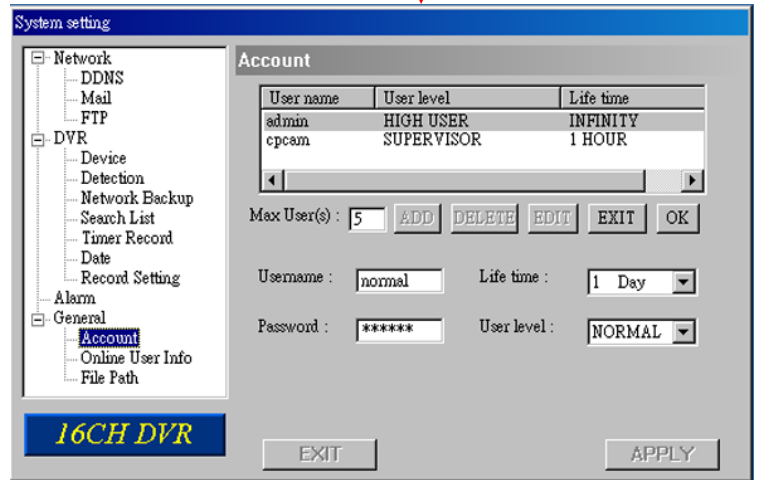 System setting
Network
DDNS
Mail
FTP
DVR
Device
Detection
Network Backup
Search List
Timer Record
Date
Record Setting
Alarm
General
Account
Online User Info
File Path
16CH DVR
Account
User name User level Life time
admin HIGH USER INFINITY
cpcam SUPERVISOR 1 HOUR
Max User(s) : 5 ADD DELETE EDIT EXIT OK
Username : normal Life time : 1 Day
Password : ****** User level : NORMAL
EXIT APPLY